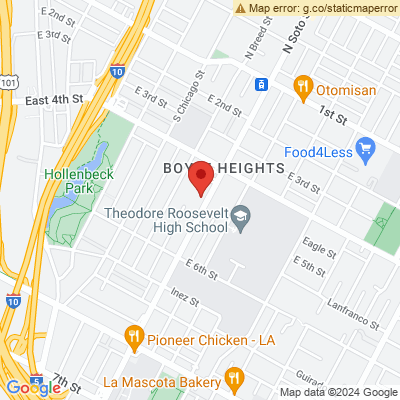 Map error: g.co/staticmaperror
E 2nd St
N Breed St
N Soto
101
10
E 3rd St
S Chicago St
E 2nd St
Otomisan
East 4th St
1st St
Food4Less
BOY HEIGHTS
Hollenbeck
Park
E 3rd St
Theodore Roosevelt
High School
Eagle St
E 5th St
E 6th St
Inez St
Lanfranco St
10
Pioneer Chicken - LA
5
7th St
La Mascota Bakery
Guirad
Google
Map data ©2024 Google